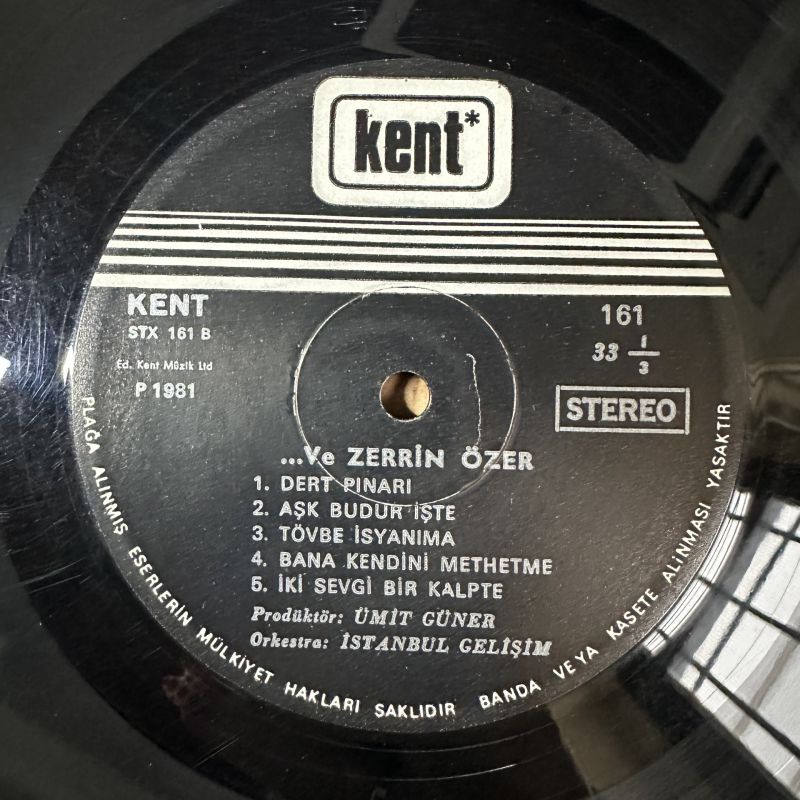 kent*
KENT
STX 161 B
Ed. Kent Müzik Ltd
P 1981
161
33 1/3
STEREO
...Ve ZERRİN ÖZER
1. DERT PINARI
2. AŞK BUDUR İŞTE
3. TÖVBE İSYANIMA
4. BANA KENDİNİ METHETME
5. İKİ SEVGİ BİR KALPTE
Prodüktör: ÜMİT GÜNER
Orkestra: İSTANBUL GELİŞİM
PLAĞA ALINMIŞ ESERLERİN MÜLKİYET HAKLARI SAKLIDIR BANDA VEYA KASETE ALINMASI YASAKTIR